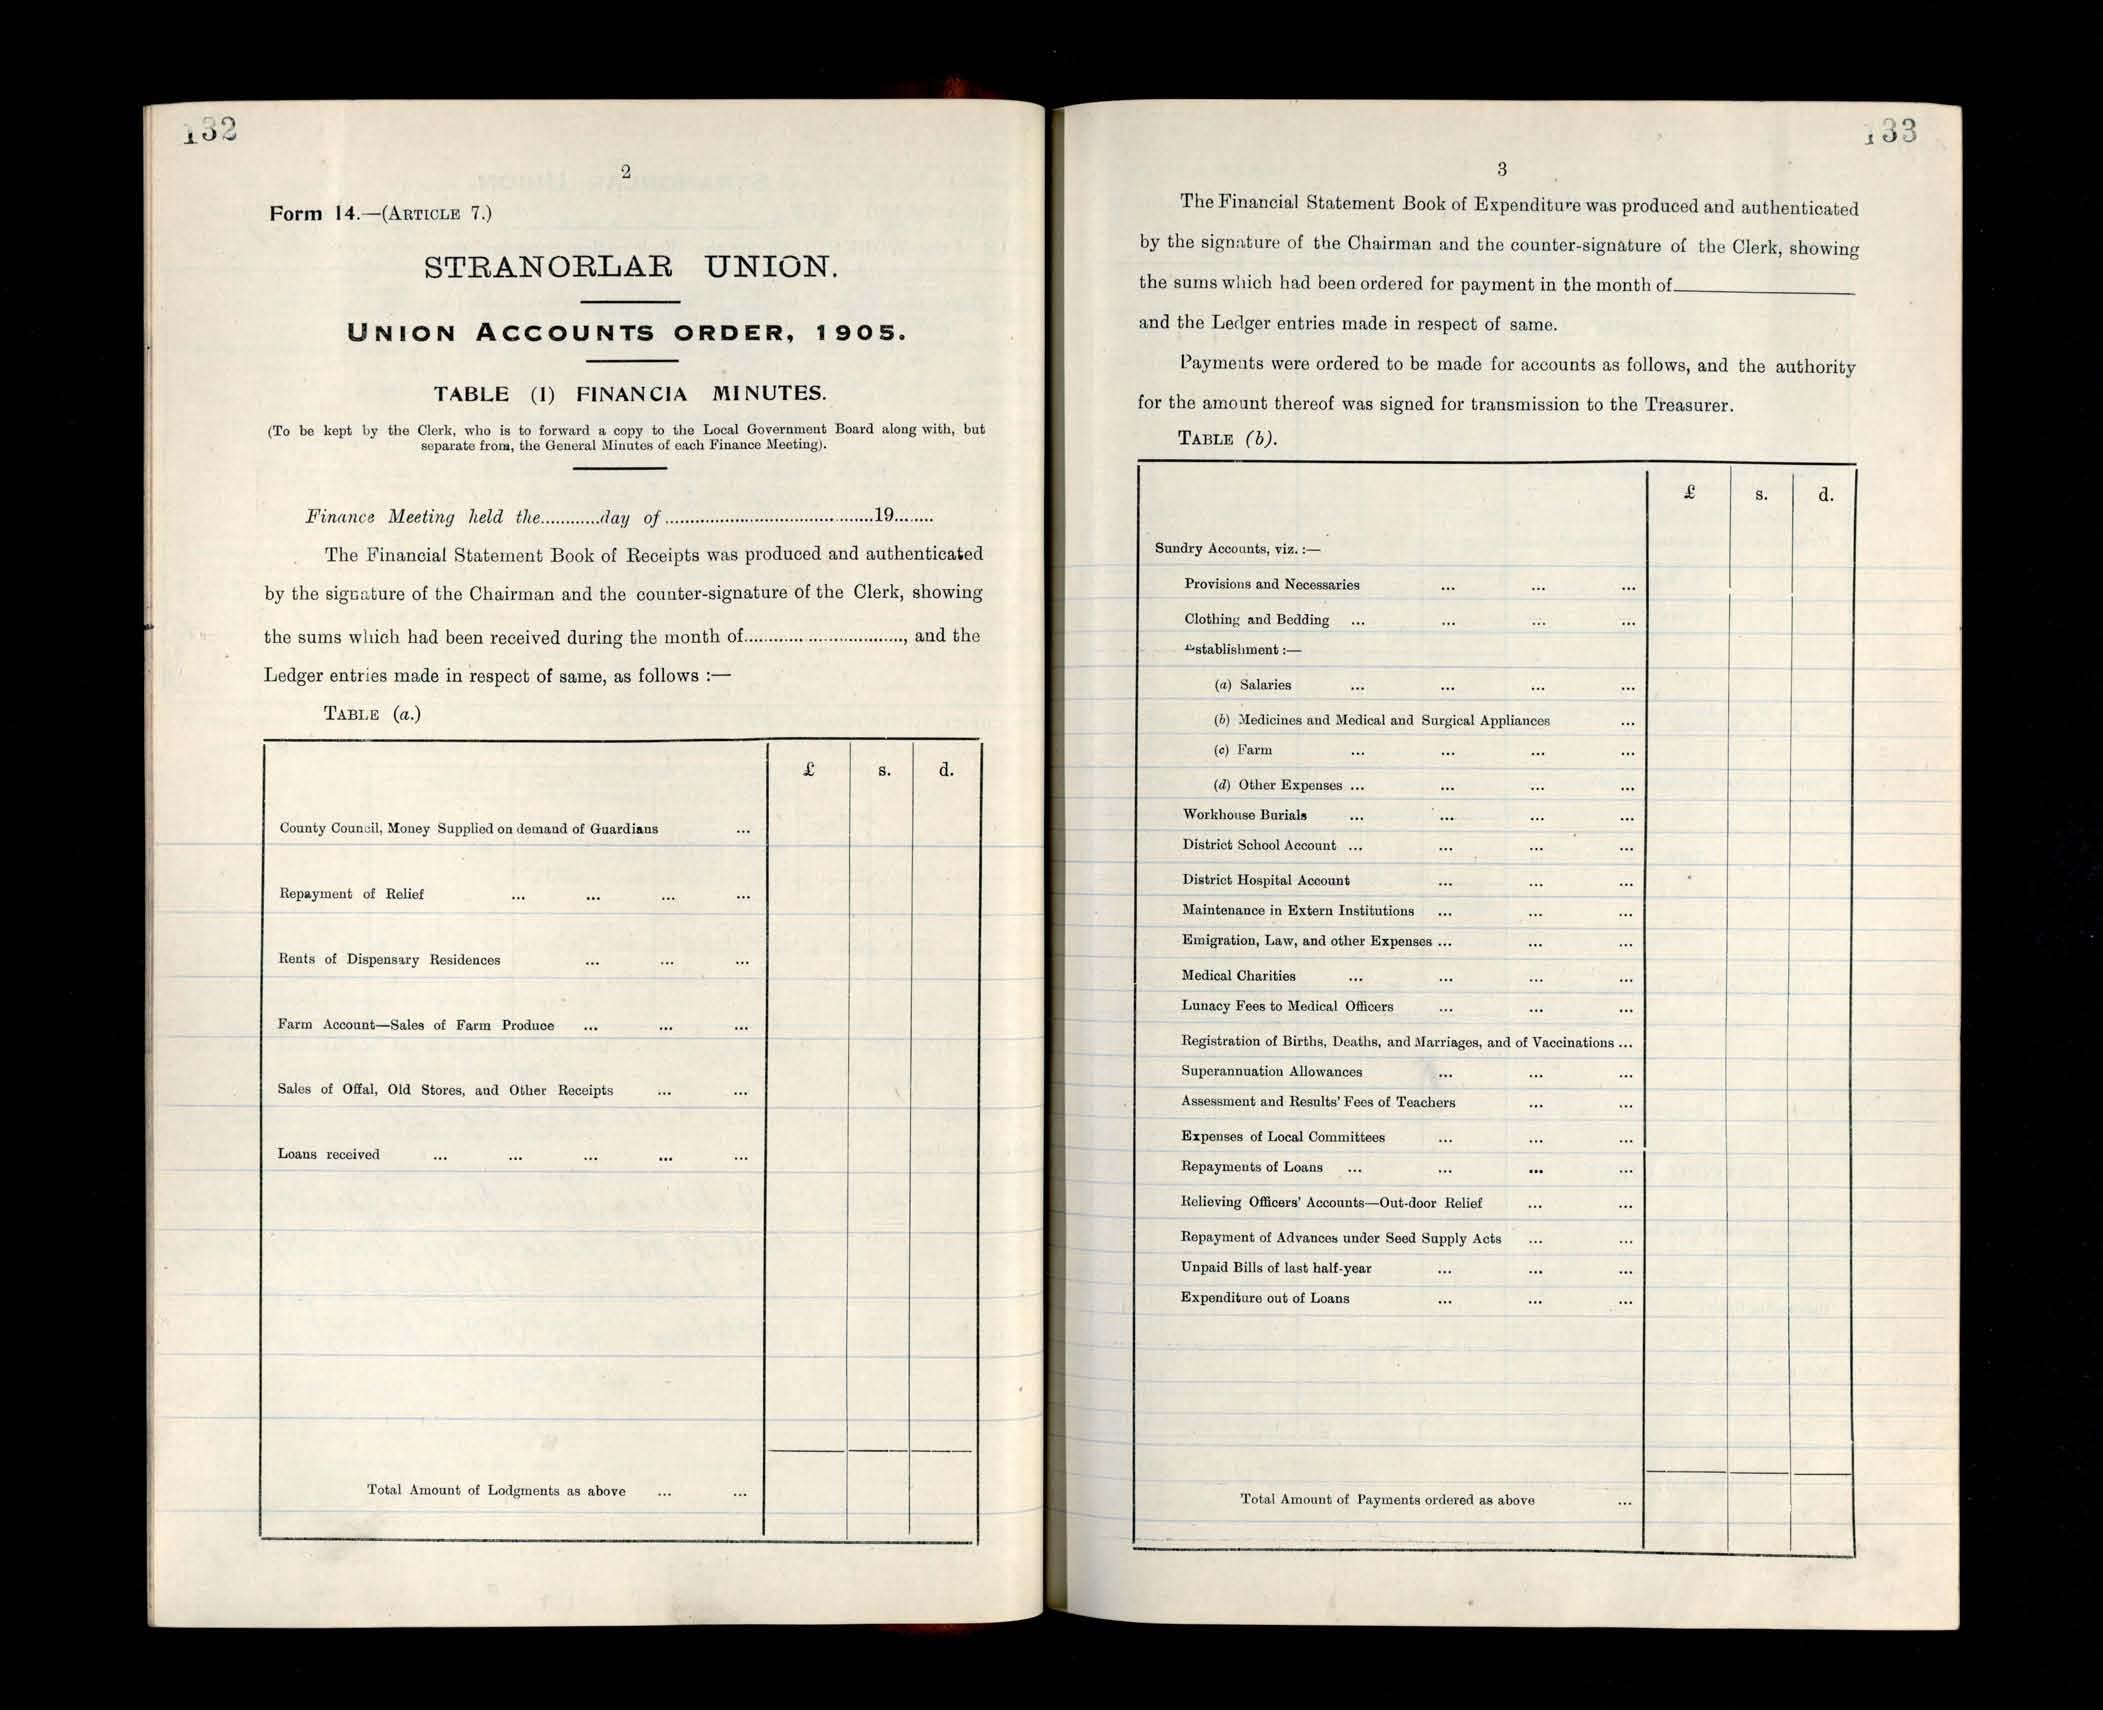 132
2
Form 14.—(ARTICLE 7.)
STRANORLAR UNION.
UNION ACCOUNTS ORDER, 1905.
TABLE (1) FINANCIA MINUTES.
(To be kept by the Clerk, who is to forward a copy to the Local Government Board along with, but
separate from, the General Minutes of each Finance Meeting).
Finance Meeting held the............day of ..........................................19........
The Financial Statement Book of Receipts was produced and authenticated
by the signature of the Chairman and the counter-signature of the Clerk, showing
the sums which had been received during the month of................................, and the
Ledger entries made in respect of same, as follows :—
TABLE (a.)
£ s. d.
County Council, Money Supplied on demand of Guardians ...
Repayment of Relief ... ... ... ...
Rents of Dispensary Residences ... ... ...
Farm Account—Sales of Farm Produce ... ... ...
Sales of Offal, Old Stores, and Other Receipts ... ...
Loans received ... ... ... ... ...
Total Amount of Lodgments as above ... ...
133
3
The Financial Statement Book of Expenditure was produced and authenticated
by the signature of the Chairman and the counter-signature of the Clerk, showing
the sums which had been ordered for payment in the month of____________
and the Ledger entries made in respect of same.
Payments were ordered to be made for accounts as follows, and the authority
for the amount thereof was signed for transmission to the Treasurer.
TABLE (b).
£ s. d.
Sundry Accounts, viz. :—
Provisions and Necessaries ... ... ...
Clothing and Bedding ... ... ... ...
Establishment :—
(a) Salaries ... ... ... ...
(b) Medicines and Medical and Surgical Appliances ...
(c) Farm ... ... ... ...
(d) Other Expenses ... ... ... ...
Workhouse Burials ... ... ... ...
District School Account ... ... ... ...
District Hospital Account ... ... ...
Maintenance in Extern Institutions ... ... ...
Emigration, Law, and other Expenses ... ... ...
Medical Charities ... ... ... ...
Lunacy Fees to Medical Officers ... ... ...
Registration of Births, Deaths, and Marriages, and of Vaccinations ...
Superannuation Allowances ... ... ...
Assessment and Results' Fees of Teachers ... ...
Expenses of Local Committees ... ... ...
Repayments of Loans ... ... ... ...
Relieving Officers' Accounts—Out-door Relief ... ...
Repayment of Advances under Seed Supply Acts ... ...
Unpaid Bills of last half-year ... ... ...
Expenditure out of Loans ... ... ...
Total Amount of Payments ordered as above ...